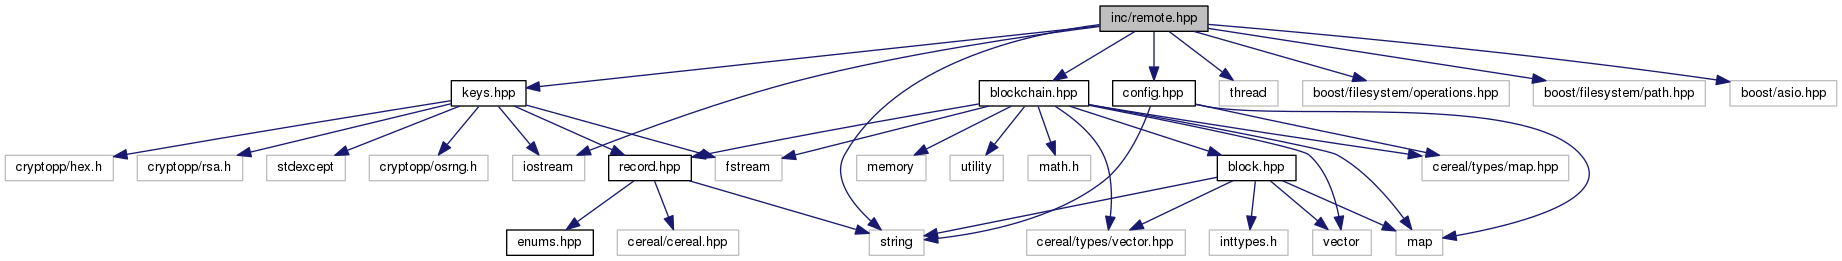 inc/remote.hpp
keys.hpp
blockchain.hpp
config.hpp
thread
boost/filesystem/operations.hpp
boost/filesystem/path.hpp
boost/asio.hpp
cryptopp/hex.h
cryptopp/rsa.h
stdexcept
cryptopp/osrng.h
iostream
record.hpp
fstream
memory
utility
math.h
block.hpp
cereal/types/map.hpp
enums.hpp
cereal/cereal.hpp
string
cereal/types/vector.hpp
inttypes.h
vector
map